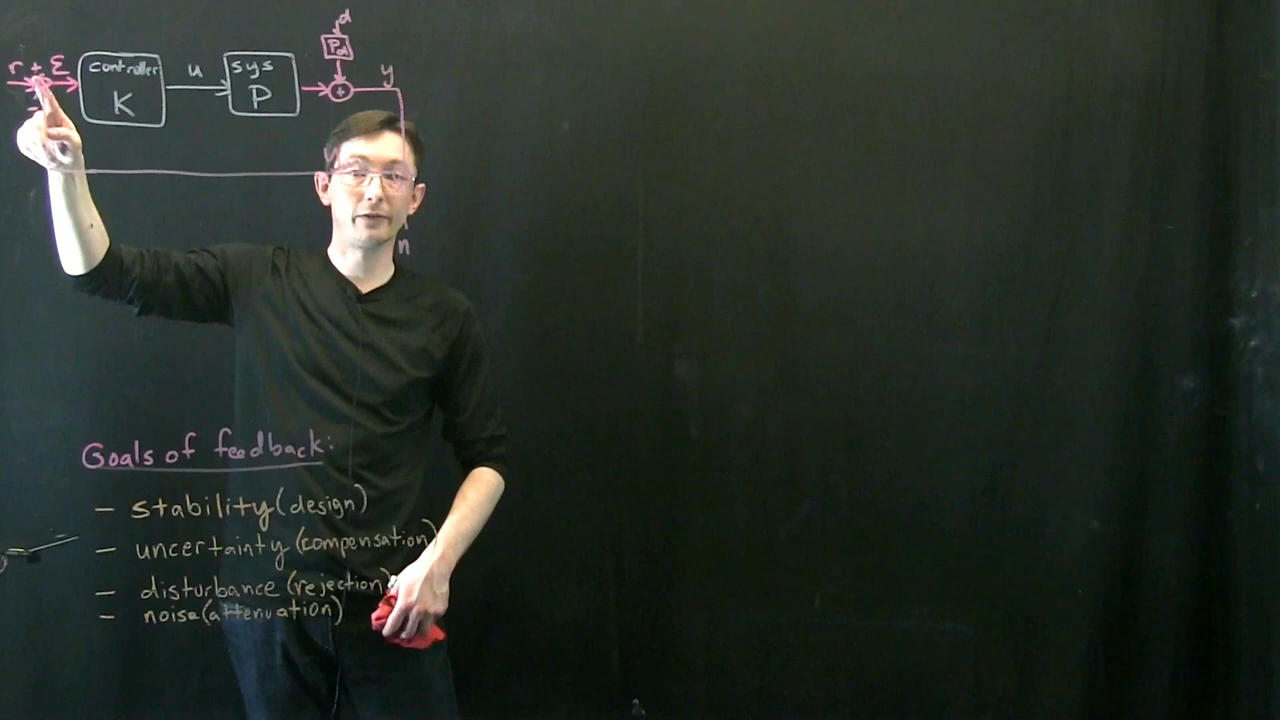 d
Pd
r + ε controller u sys y
K P +
-
n
Goals of feedback:
- stability (design)
- uncertainty (compensation)
- disturbance (rejection)
- noise (attenuation)